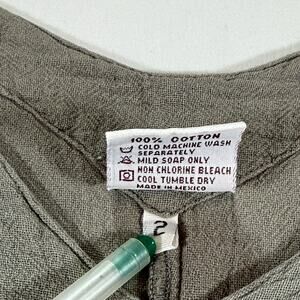 100% COTTON
COLD MACHINE WASH
SEPARATELY
MILD SOAP ONLY
NON CHLORINE BLEACH
COOL TUMBLE DRY
MADE IN MEXICO
2